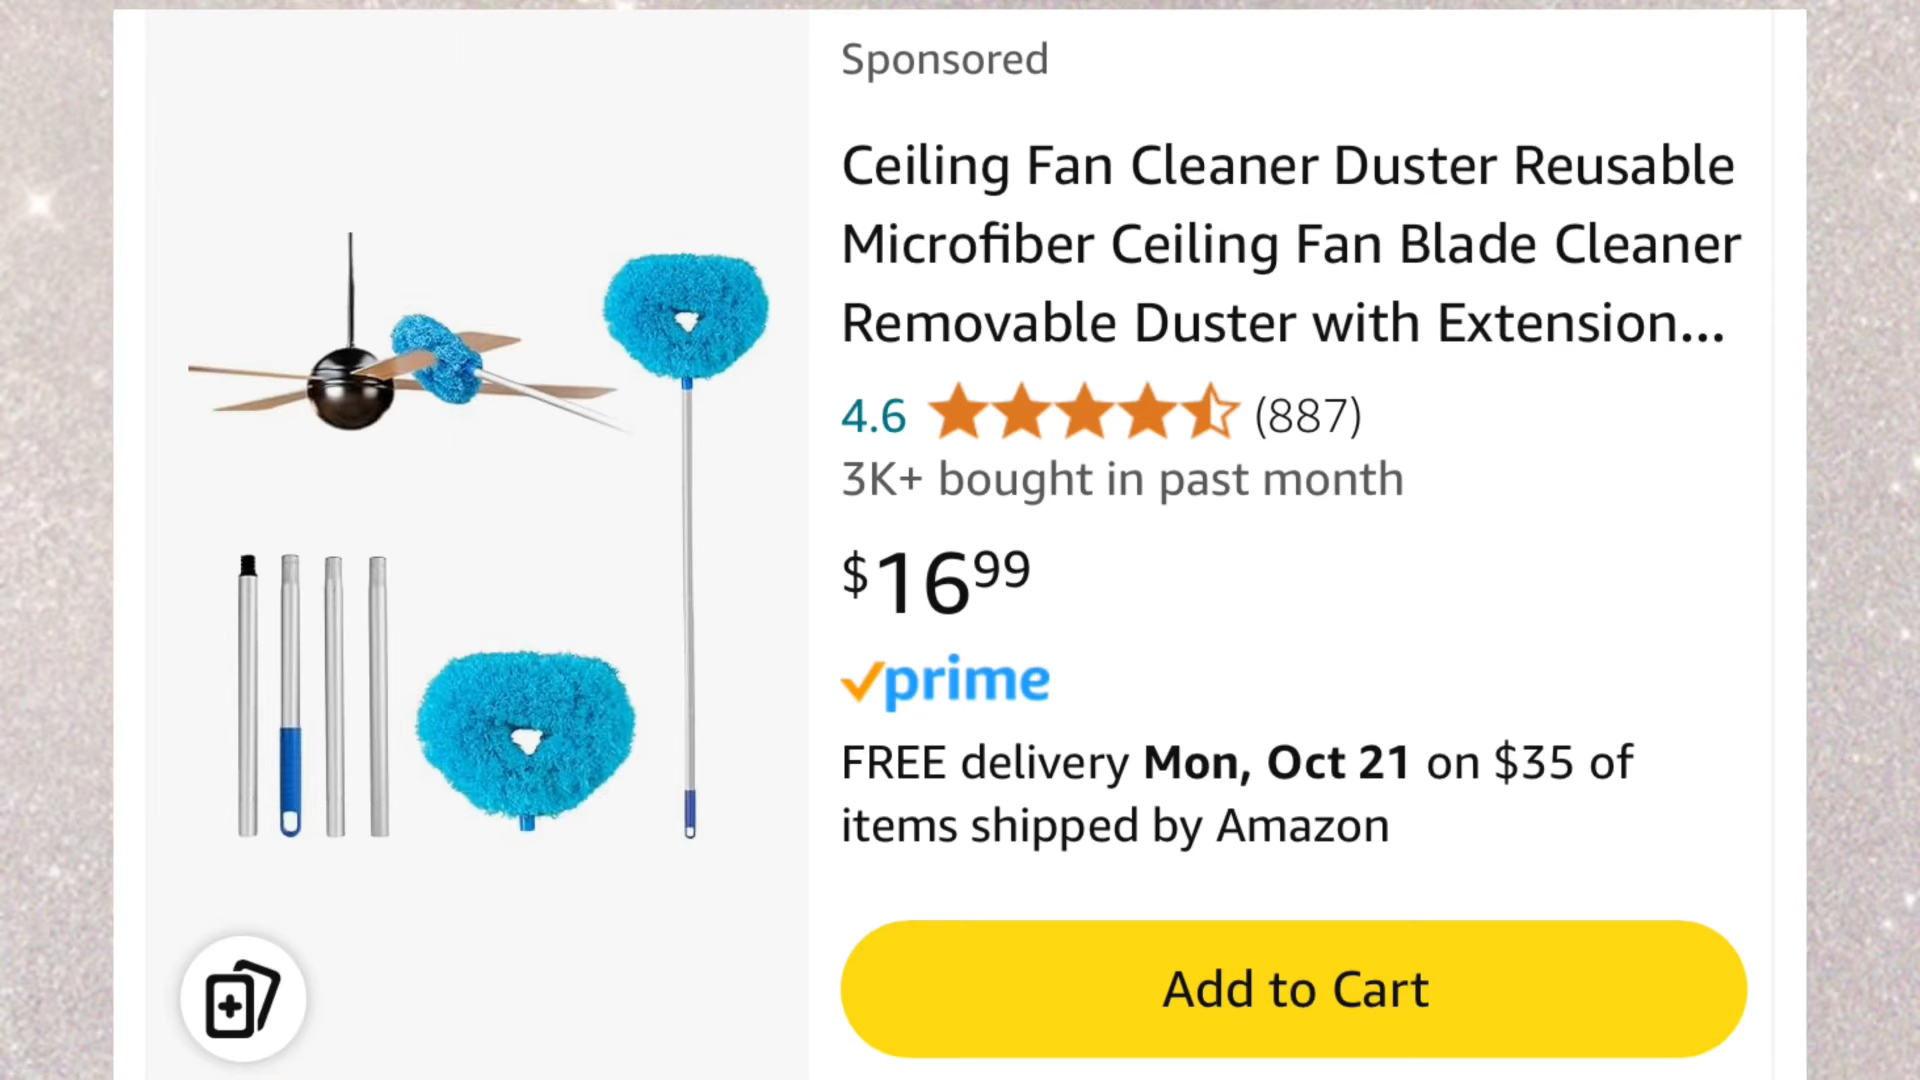 Sponsored
Ceiling Fan Cleaner Duster Reusable
Microfiber Ceiling Fan Blade Cleaner
Removable Duster with Extension...
4.6 (887)
3K+ bought in past month
$16 99
prime
FREE delivery Mon, Oct 21 on $35 of
items shipped by Amazon
Add to Cart